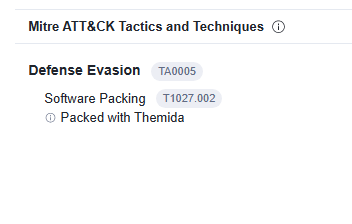 Mitre ATT&CK Tactics and Techniques
Defense Evasion TA0005
Software Packing T1027.002
Packed with Themida